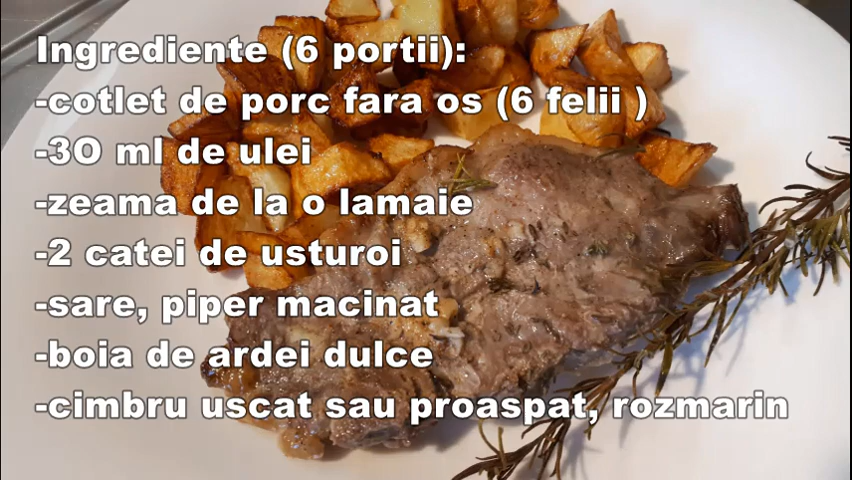 Ingrediente (6 portii):
-cotlet de porc fara os (6 felii )
-30 ml de ulei
-zeama de la o lamaie
-2 catei de usturoi
-sare, piper macinat
-boia de ardei dulce
-cimbru uscat sau proaspat, rozmarin